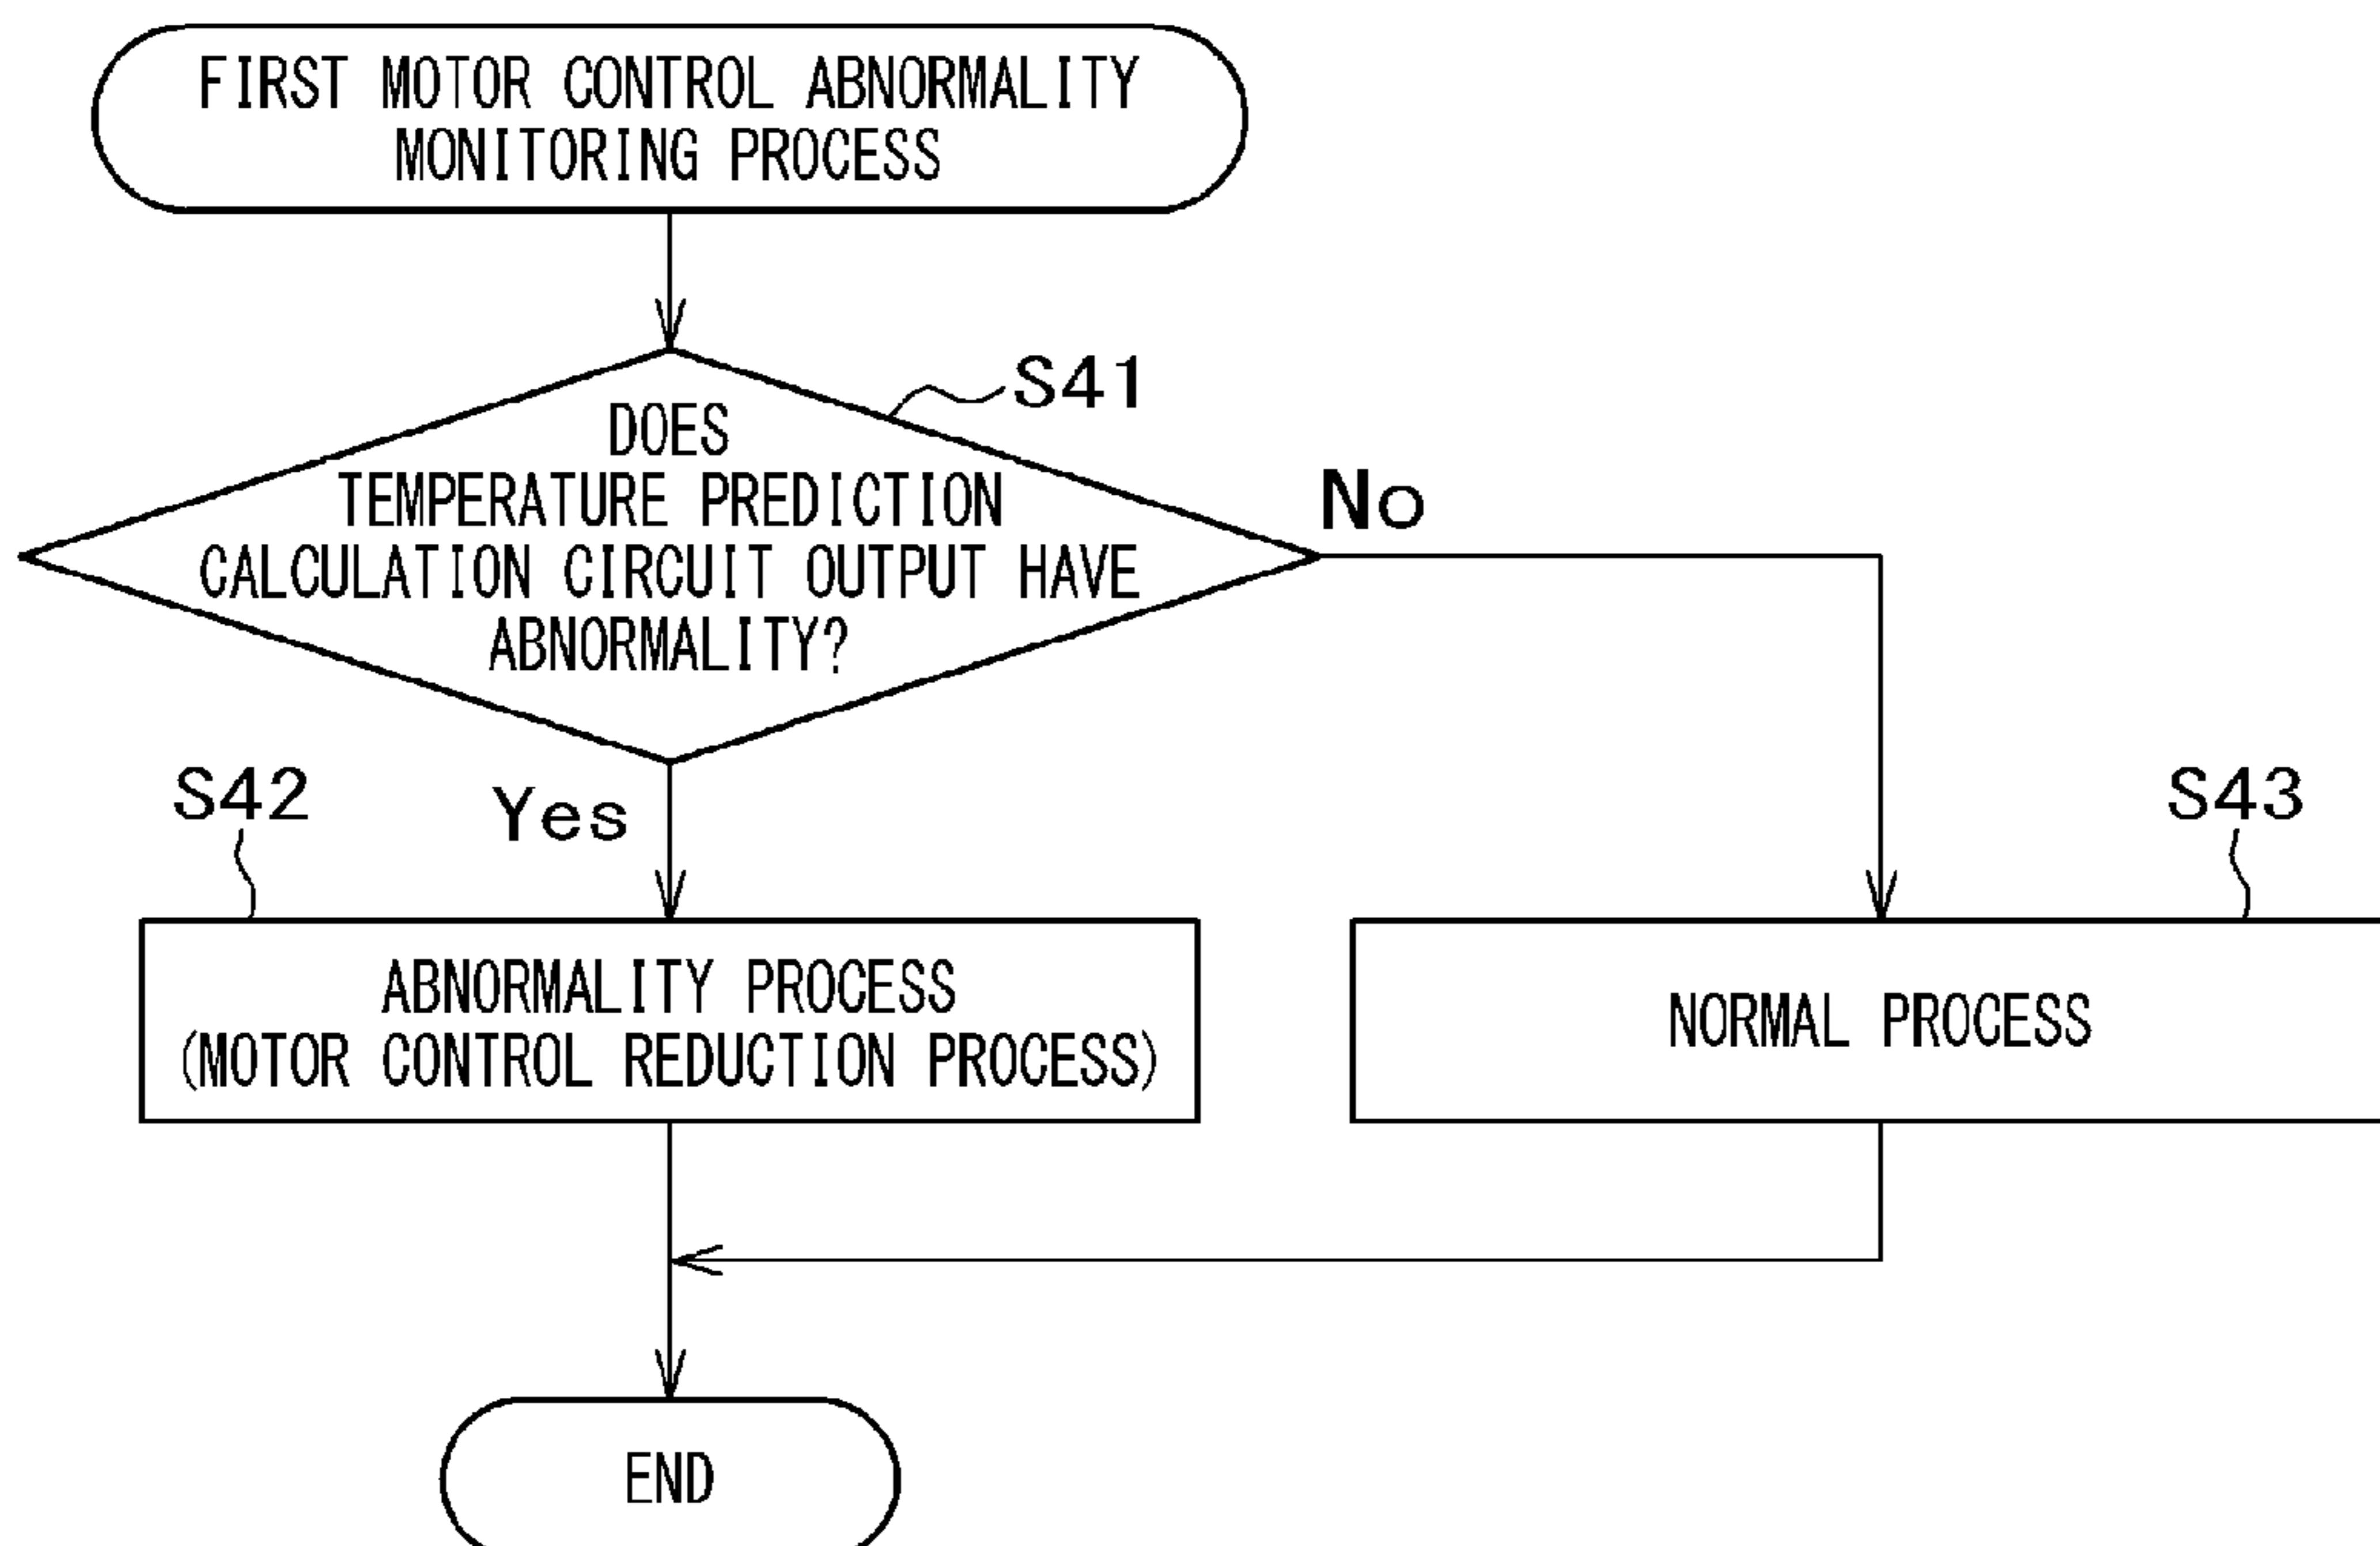 FIRST MOTOR CONTROL ABNORMALITY
MONITORING PROCESS
S41
DOES
TEMPERATURE PREDICTION
CALCULATION CIRCUIT OUTPUT HAVE
ABNORMALITY?
No
Yes
S42
S43
ABNORMALITY PROCESS
(MOTOR CONTROL REDUCTION PROCESS)
NORMAL PROCESS
END